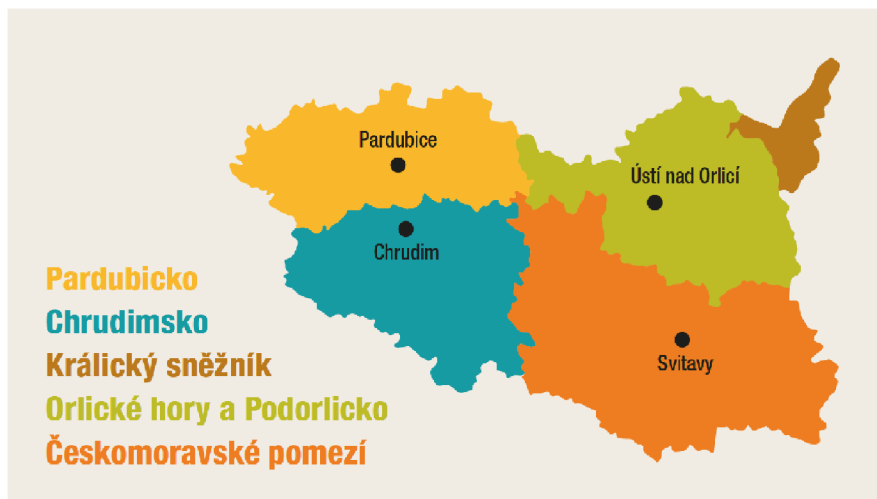 Pardubice
Ústí nad Orlicí
Chrudim
Svitavy
Pardubicko
Chrudimsko
Králický sněžník
Orlické hory a Podorlicko
Českomoravské pomezí